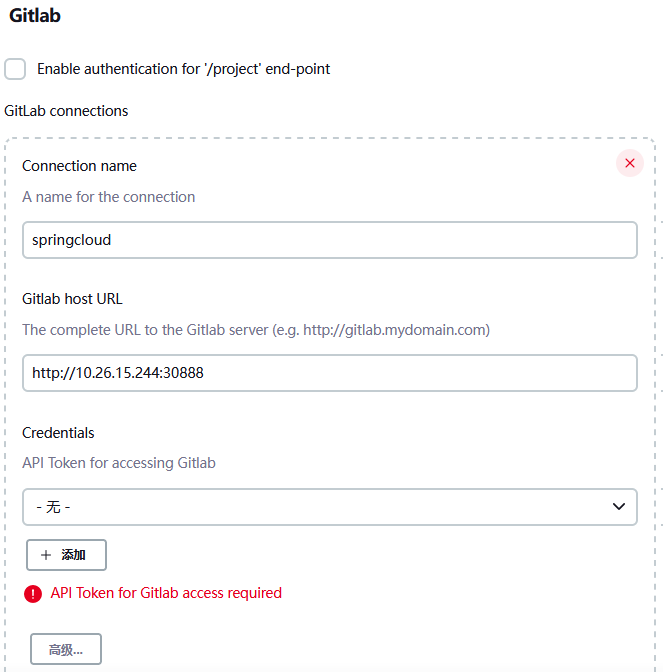 Gitlab
Enable authentication for '/project' end-point
GitLab connections
Connection name
A name for the connection
springcloud
Gitlab host URL
The complete URL to the Gitlab server (e.g. http://gitlab.mydomain.com)
http://10.26.15.244:30888
Credentials
API Token for accessing Gitlab
- 无 -
+ 添加
API Token for Gitlab access required
高级...